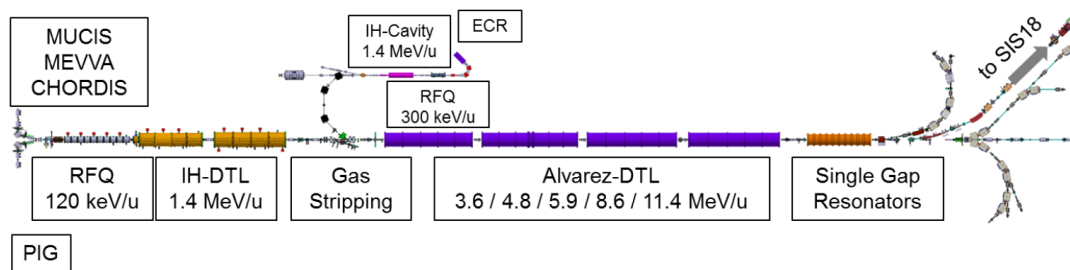 MUCIS
MEVVA
CHORDIS
IH-Cavity
1.4 MeV/u
ECR
RFQ
300 keV/u
to SIS18
RFQ
120 keV/u
IH-DTL
1.4 MeV/u
Gas
Stripping
Alvarez-DTL
3.6 / 4.8 / 5.9 / 8.6 / 11.4 MeV/u
Single Gap
Resonators
PIG